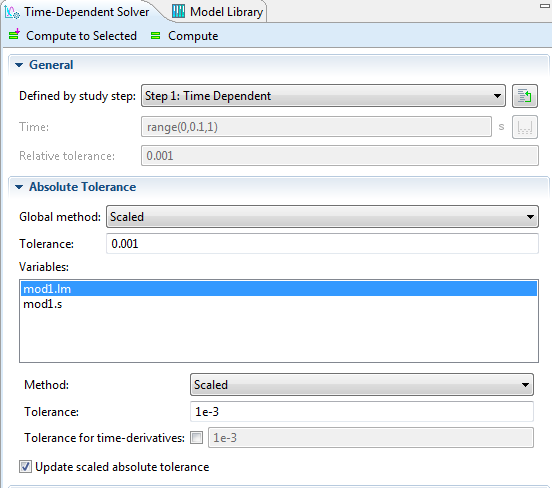 Time-Dependent Solver Model Library
Compute to Selected Compute
General
Defined by study step: Step 1: Time Dependent
Time: range(0,0.1,1) s
Relative tolerance: 0.001
Absolute Tolerance
Global method: Scaled
Tolerance: 0.001
Variables:
mod1.lm
mod1.s
Method: Scaled
Tolerance: 1e-3
Tolerance for time-derivatives: 1e-3
Update scaled absolute tolerance